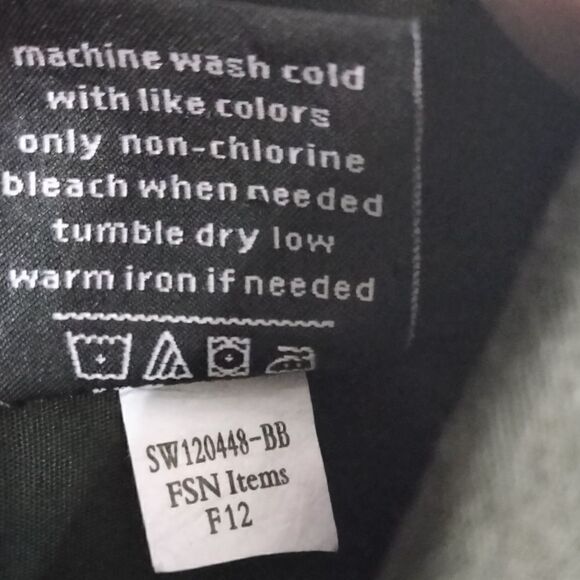 machine wash cold
with like colors
only non-chlorine
bleach when needed
tumble dry low
warm iron if needed
SW120448-BB
FSN Items
F12